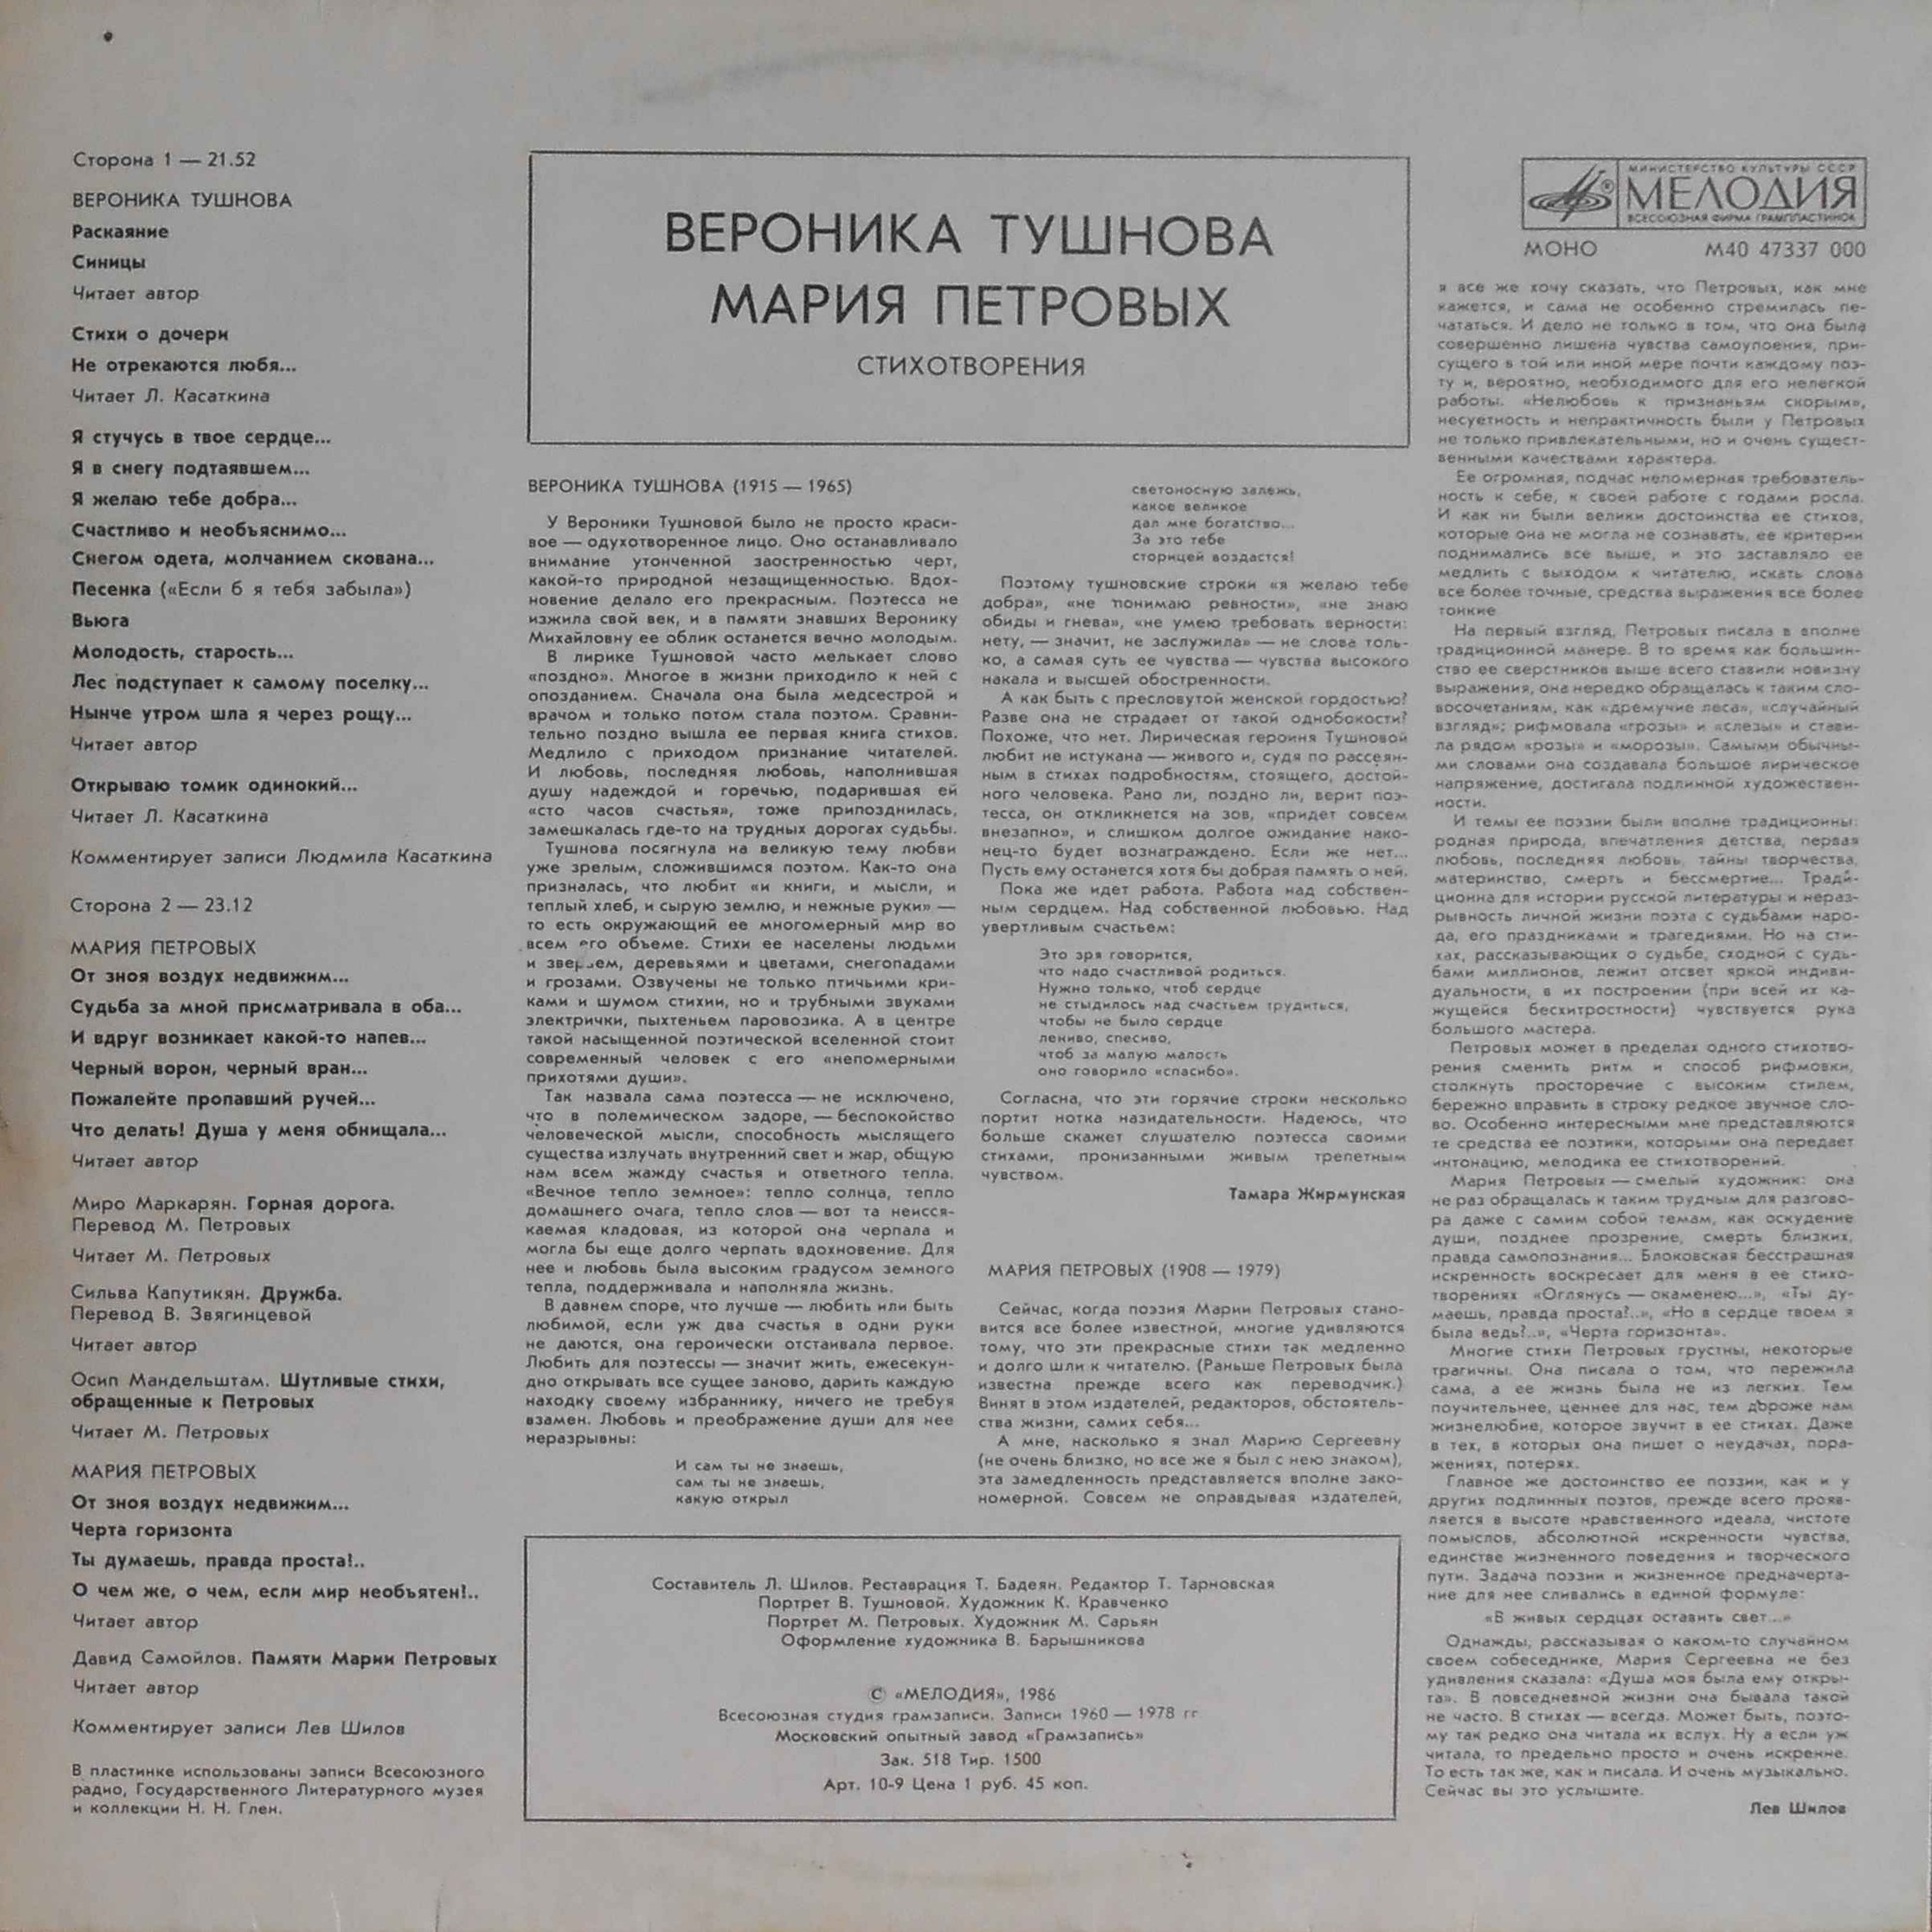 Сторона 1 — 21.52
ВЕРОНИКА ТУШНОВА
Раскаяние
Синицы
Читает автор
Стихи о дочери
Не отрекаются любя...
Читает Л. Касаткина
Я стучусь в твое сердце...
Я в снегу подтаявшем...
Я желаю тебе добра...
Счастливо и необъяснимо...
Снегом одета, молчанием скована...
Песенка («Если б я тебя забыла»)
Вьюга
Молодость, старость...
Лес подступает к самому поселку...
Нынче утром шла я через рощу...
Читает автор
Открываю томик одинокий...
Читает Л. Касаткина
Комментирует записи Людмила Касаткина
Сторона 2 — 23.12
МАРИЯ ПЕТРОВЫХ
От зноя воздух недвижим...
Судьба за мной присматривала в оба...
И вдруг возникает какой-то напев...
Черный ворон, черный вран...
Пожалейте пропавший ручей...
Что делать! Душа у меня обнищала...
Читает автор
Миро Маркарян. Горная дорога.
Перевод М. Петровых
Читает М. Петровых
Сильва Капутикян. Дружба.
Перевод В. Звягинцевой
Читает автор
Осип Мандельштам. Шутливые стихи,
обращенные к Петровых
Читает М. Петровых
МАРИЯ ПЕТРОВЫХ
От зноя воздух недвижим...
Черта горизонта
Ты думаешь, правда проста!..
О чем же, о чем, если мир необъятен!..
Читает автор
Давид Самойлов. Памяти Марии Петровых
Читает автор
Комментирует записи Лев Шилов
В пластинке использованы записи Всесоюзного
радио, Государственного Литературного музея
и коллекции Н. Н. Глен.
ВЕРОНИКА ТУШНОВА
МАРИЯ ПЕТРОВЫХ
СТИХОТВОРЕНИЯ
ВЕРОНИКА ТУШНОВА (1915 — 1965)
У Вероники Тушновой было не просто краси-
вое — одухотворенное лицо. Оно останавливало
внимание утонченной заостренностью черт,
какой-то природной незащищенностью. Вдох-
новение делало его прекрасным. Поэтесса не
изжила свой век, и в памяти знавших Веронику
Михайловну ее облик останется вечно молодым.
В лирике Тушновой часто мелькает слово
«поздно». Многое в жизни приходило к ней с
опозданием. Сначала она была медсестрой и
врачом и только потом стала поэтом. Сравни-
тельно поздно вышла ее первая книга стихов.
Медлило с приходом признание читателей.
И любовь, последняя любовь, наполнившая
душу надеждой и горечью, подарившая ей
«сто часов счастья», тоже припозднилась,
замешкалась где-то на трудных дорогах судьбы.
Тушнова посягнула на великую тему любви
уже зрелым, сложившимся поэтом. Как-то она
призналась, что любит «и книги, и мысли, и
теплый хлеб, и сырую землю, и нежные руки» —
то есть окружающий ее многомерный мир во
всем его объеме. Стихи ее населены людьми
и зверьем, деревьями и цветами, снегопадами
и грозами. Озвучены не только птичьими кри-
ками и шумом стихии, но и трубными звуками
электрички, пыхтеньем паровозика. А в центре
такой насыщенной поэтической вселенной стоит
современный человек с его «непомерными
прихотями души».
Так назвала сама поэтесса — не исключено,
что в полемическом задоре, — беспокойство
человеческой мысли, способность мыслящего
существа излучать внутренний свет и жар, общую
нам всем жажду счастья и ответного тепла.
«Вечное тепло земное»: тепло солнца, тепло
домашнего очага, тепло слов — вот та неисся-
каемая кладовая, из которой она черпала и
могла бы еще долго черпать вдохновение. Для
нее и любовь была высоким градусом земного
тепла, поддерживала и наполняла жизнь.
В давнем споре, что лучше — любить или быть
любимой, если уж два счастья в одни руки
не даются, она героически отстаивала первое.
Любить для поэтессы — значит жить, ежесекун-
дно открывать все сущее заново, дарить каждую
находку своему избраннику, ничего не требуя
взамен. Любовь и преображение души для нее
неразрывны:
И сам ты не знаешь,
сам ты не знаешь,
какую открыл
светоносную залежь,
какое великое
дал мне богатство...
За это тебе
сторицей воздастся!
Поэтому тушновские строки «я желаю тебе
добра», «не понимаю ревности», «не знаю
обиды и гнева», «не умею требовать верности:
нету, — значит, не заслужила» — не слова толь-
ко, а самая суть ее чувства — чувства высокого
накала и высшей обостренности.
А как быть с пресловутой женской гордостью?
Разве она не страдает от такой однобокости?
Похоже, что нет. Лирическая героиня Тушновой
любит не истукана — живого и, судя по рассеян-
ным в стихах подробностям, стоящего, достой-
ного человека. Рано ли, поздно ли, верит поэ-
тесса, он откликнется на зов, «придет совсем
внезапно», и слишком долгое ожидание нако-
нец-то будет вознаграждено. Если же нет...
Пусть ему останется хотя бы добрая память о ней.
Пока же идет работа. Работа над собствен-
ным сердцем. Над собственной любовью. Над
увертливым счастьем:
Это зря говорится,
что надо счастливой родиться.
Нужно только, чтоб сердце
не стыдилось над счастьем трудиться,
чтобы не было сердце
лениво, спесиво,
чтоб за малую малость
оно говорило «спасибо».
Согласна, что эти горячие строки несколько
портит нотка назидательности. Надеюсь, что
больше скажет слушателю поэтесса своими
стихами, пронизанными живым трепетным
чувством.
Тамара Жирмунская
МАРИЯ ПЕТРОВЫХ (1908 — 1979)
Сейчас, когда поэзия Марии Петровых стано-
вится все более известной, многие удивляются
тому, что эти прекрасные стихи так медленно
и долго шли к читателю. (Раньше Петровых была
известна прежде всего как переводчик.)
Винят в этом издателей, редакторов, обстоятель-
ства жизни, самих себя...
А мне, насколько я знал Марию Сергеевну
(не очень близко, но все же я был с нею знаком),
эта замедленность представляется вполне зако-
номерной. Совсем не оправдывая издателей,
МИНИСТЕРСТВО КУЛЬТУРЫ СССР
МЕЛОДИЯ
ВСЕСОЮЗНАЯ ФИРМА ГРАМПЛАСТИНОК
МОНО М40 47337 000
я все же хочу сказать, что Петровых, как мне
кажется, и сама не особенно стремилась пе-
чататься. И дело не только в том, что она была
совершенно лишена чувства самоупоения, при-
сущего в той или иной мере почти каждому поэ-
ту и, вероятно, необходимого для его нелегкой
работы. «Нелюбовь к признаньям скорым»,
несуетность и непрактичность были у Петровых
не только привлекательными, но и очень сущест-
венными качествами характера.
Ее огромная, подчас непомерная требователь-
ность к себе, к своей работе с годами росла.
И как ни были велики достоинства ее стихов,
которые она не могла не сознавать, ее критерии
поднимались все выше, и это заставляло ее
медлить с выходом к читателю, искать слова
все более точные, средства выражения все более
тонкие
На первый взгляд, Петровых писала в вполне
традиционной манере. В то время как большин-
ство ее сверстников выше всего ставили новизну
выражения, она нередко обращалась к таким сло-
восочетаниям, как «дремучие леса», «случайный
взгляд»; рифмовала «грозы» и «слезы» и стави-
ла рядом «розы» и «морозы». Самыми обычны-
ми словами она создавала большое лирическое
напряжение, достигала подлинной художествен-
ности.
И темы ее поэзии были вполне традиционны:
родная природа, впечатления детства, первая
любовь, последняя любовь, тайны творчества,
материнство, смерть и бессмертие... Тради-
ционна для истории русской литературы и нераз-
рывность личной жизни поэта с судьбами наро-
да, его праздниками и трагедиями. Но на сти-
хах, рассказывающих о судьбе, сходной с судь-
бами миллионов, лежит отсвет яркой индиви-
дуальности, в их построении (при всей их ка-
жущейся бесхитростности) чувствуется рука
большого мастера.
Петровых может в пределах одного стихотво-
рения сменить ритм и способ рифмовки,
столкнуть просторечие с высоким стилем,
бережно вправить в строку редкое звучное сло-
во. Особенно интересными мне представляются
те средства ее поэтики, которыми она передает
интонацию, мелодика ее стихотворений.
Мария Петровых — смелый художник: она
не раз обращалась к таким трудным для разгово-
ра даже с самим собой темам, как оскудение
души, позднее прозрение, смерть близких,
правда самопознания... Блоковская бесстрашная
искренность воскресает для меня в ее стихо-
творениях «Оглянусь — окаменею...», «Ты ду-
маешь, правда проста?..», «Но в сердце твоем я
была ведь?..», «Черта горизонта».
Многие стихи Петровых грустны, некоторые
трагичны. Она писала о том, что пережила
сама, а ее жизнь была не из легких. Тем
поучительнее, ценнее для нас, тем дороже нам
жизнелюбие, которое звучит в ее стихах. Даже
в тех, в которых она пишет о неудачах, пора-
жениях, потерях.
Главное же достоинство ее поэзии, как и у
других подлинных поэтов, прежде всего прояв-
ляется в высоте нравственного идеала, чистоте
помыслов, абсолютной искренности чувства,
единстве жизненного поведения и творческого
пути. Задача поэзии и жизненное предначерта-
ние для нее сливались в единой формуле:
«В живых сердцах оставить свет...»
Однажды, рассказывая о каком-то случайном
своем собеседнике, Мария Сергеевна не без
удивления сказала: «Душа моя была ему откры-
та». В повседневной жизни она бывала такой
не часто. В стихах — всегда. Может быть, поэто-
му так редко она читала их вслух. Ну а если уж
читала, то предельно просто и очень искренне.
То есть так же, как и писала. И очень музыкально.
Сейчас вы это услышите.
Лев Шилов
Составитель Л. Шилов. Реставрация Т. Бадеян. Редактор Т. Тарновская
Портрет В. Тушновой. Художник К. Кравченко
Портрет М. Петровых. Художник М. Сарьян
Оформление художника В. Барышникова
© «МЕЛОДИЯ», 1986
Всесоюзная студия грамзаписи. Записи 1960 — 1978 гг
Московский опытный завод «Грамзапись»
Зак. 518 Тир. 1500
Арт. 10-9 Цена 1 руб. 45 коп.